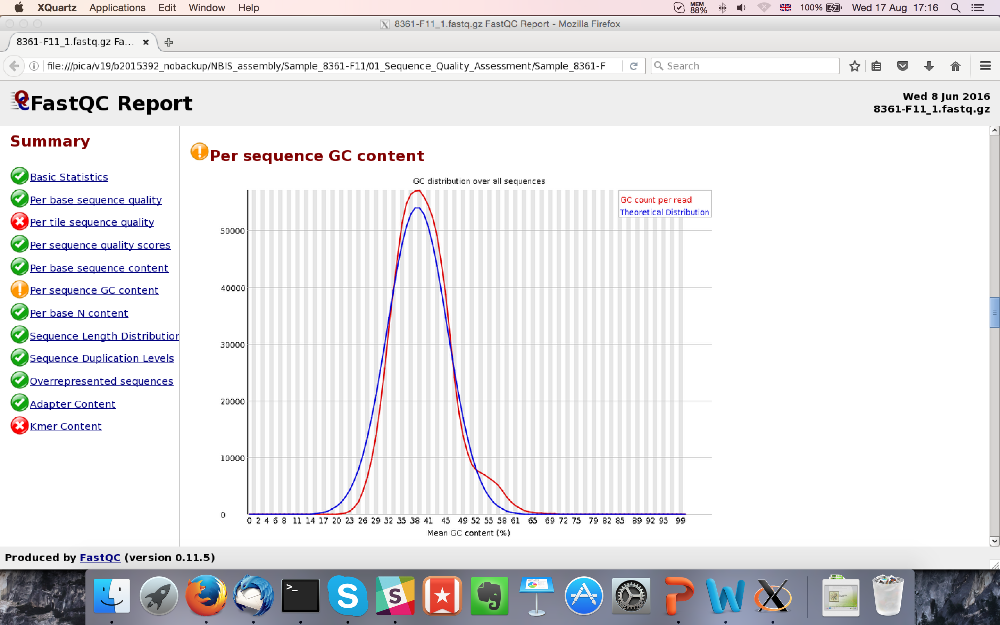 XQuartz Applications Edit Window Help MEM 88% 100% Wed 17 Aug 17:16
8361-F11_1.fastq.gz FastQC Report - Mozilla Firefox
8361-F11_1.fastq.gz Fa...
file:///pica/v19/b2015392_nobackup/NBIS_assembly/Sample_8361-F11/01_Sequence_Quality_Assessment/Sample_8361-F
Search
FastQC Report
Wed 8 Jun 2016
8361-F11_1.fastq.gz
Summary
Basic Statistics
Per base sequence quality
Per tile sequence quality
Per sequence quality scores
Per base sequence content
Per sequence GC content
Per base N content
Sequence Length Distribution
Sequence Duplication Levels
Overrepresented sequences
Adapter Content
Kmer Content
Per sequence GC content
GC distribution over all sequences
GC count per read
Theoretical Distribution
50000
40000
30000
20000
10000
0
0 2 4 6 8 11 14 17 20 23 26 29 32 35 38 41 45 49 52 55 58 61 65 69 72 75 79 82 85 89 92 95 99
Mean GC content (%)
Produced by FastQC (version 0.11.5)
KEYNOTE